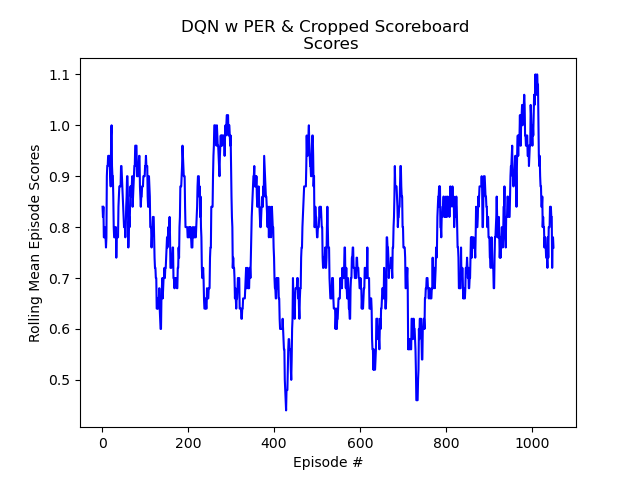 DQN w PER & Cropped Scoreboard
Scores
Rolling Mean Episode Scores
1.1
1.0
0.9
0.8
0.7
0.6
0.5
0 200 400 600 800 1000
Episode #